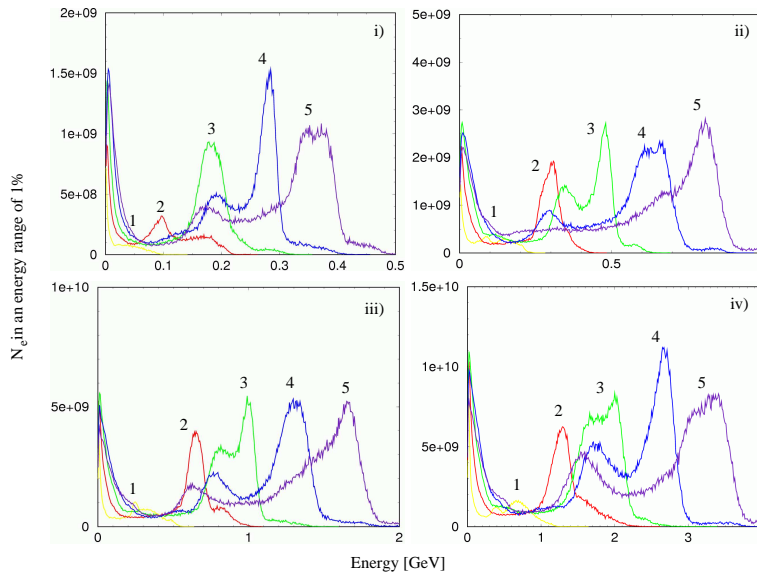 2e+09
i)
1.5e+09
1e+09
5e+08
0
1
2
3
4
5
0
0.1
0.2
0.3
0.4
0.5
5e+09
ii)
4e+09
3e+09
2e+09
1e+09
0
1
2
3
4
5
0
0.5
N e in an energy range of 1%
1e+10
iii)
5e+09
0
1
2
3
4
5
0
1
2
1.5e+10
iv)
1e+10
5e+09
0
1
2
3
4
5
0
1
2
3
Energy [GeV]